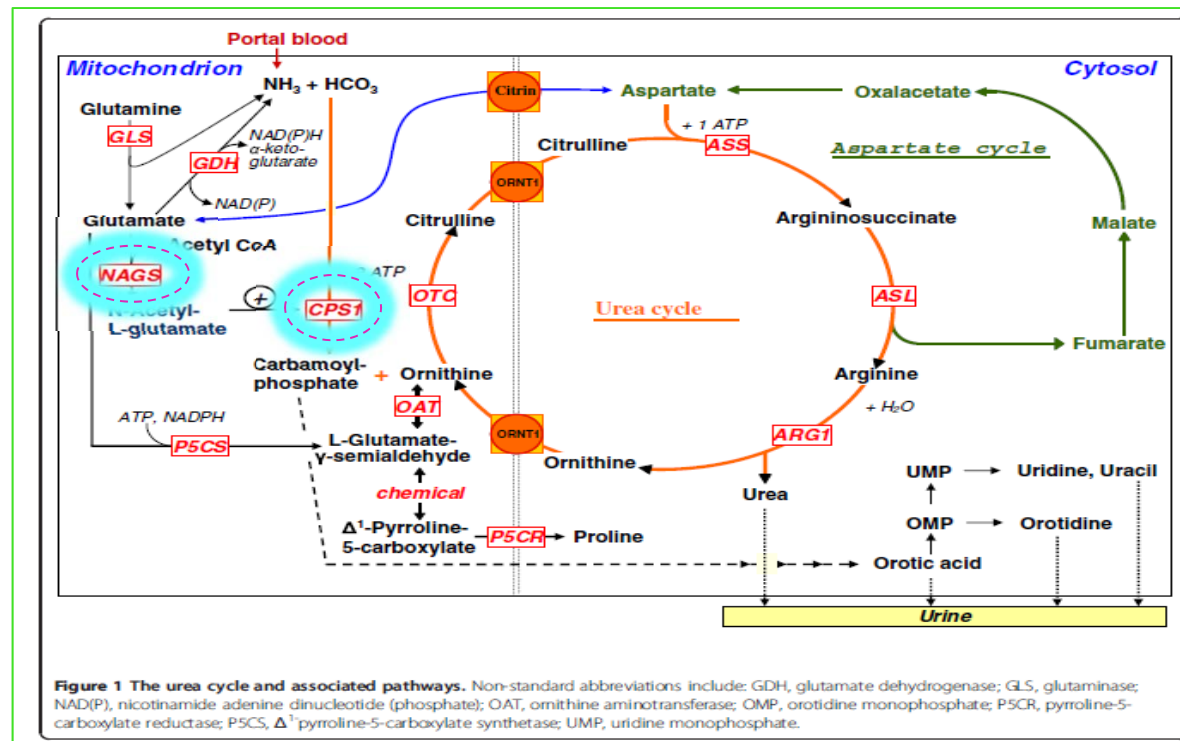 Portal blood
Mitochondrion
Cytosol
NH3 + HCO3
Citrin
Aspartate
Oxalacetate
Glutamine
GLS
NAD(P)H
α-keto-
glutarate
GDH
+ 1 ATP
Citrulline
ASS
Aspartate cycle
ORNT1
NAD(P)
Glutamate
Citrulline
Argininosuccinate
Malate
Acetyl CoA
NAGS
ATP
OTC
ASL
CPS1
+
Urea cycle
N-Acetyl-
L-glutamate
Fumarate
Carbamoyl-
phosphate
+
Ornithine
Arginine
+ H2O
OAT
ATP, NADPH
P5CS
L-Glutamate-
γ-semialdehyde
ORNT1
Ornithine
ARG1
Urea
UMP
Uridine, Uracil
chemical
Δ1-Pyrroline-
5-carboxylate
P5CR
Proline
OMP
Orotidine
Orotic acid
Urine
Figure 1 The urea cycle and associated pathways. Non-standard abbreviations include: GDH, glutamate dehydrogenase; GLS, glutaminase;
NAD(P), nicotinamide adenine dinucleotide (phosphate); OAT, ornithine aminotransferase; OMP, orotidine monophosphate; P5CR, pyrroline-5-
carboxylate reductase; P5CS, Δ1-pyrroline-5-carboxylate synthetase; UMP, uridine monophosphate.